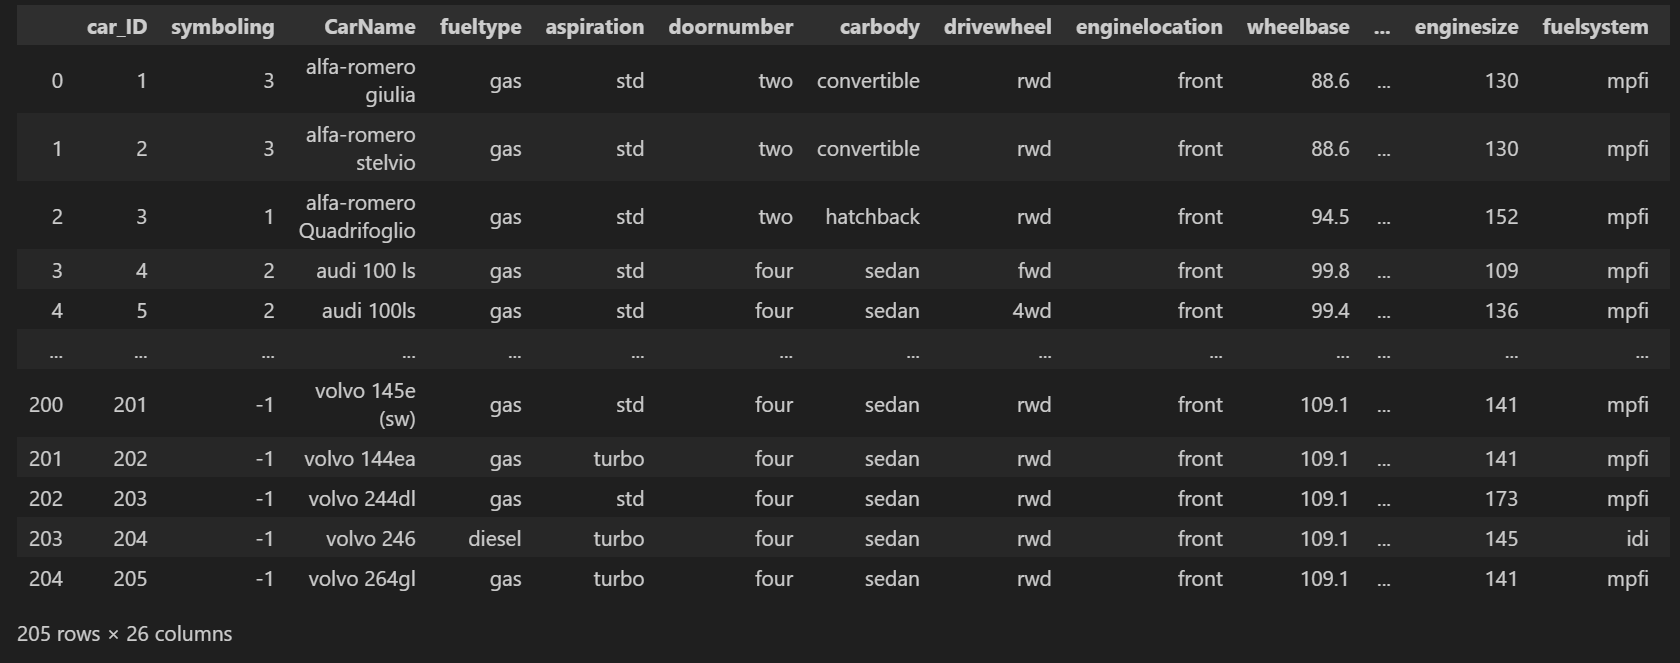 car_ID symboling CarName fueltype aspiration doornumber carbody drivewheel enginelocation wheelbase ... enginesize fuelsystem
0 1 3 alfa-romero giulia gas std two convertible rwd front 88.6 ... 130 mpfi
1 2 3 alfa-romero stelvio gas std two convertible rwd front 88.6 ... 130 mpfi
2 3 1 alfa-romero Quadrifoglio gas std two hatchback rwd front 94.5 ... 152 mpfi
3 4 2 audi 100 ls gas std four sedan fwd front 99.8 ... 109 mpfi
4 5 2 audi 100ls gas std four sedan 4wd front 99.4 ... 136 mpfi
... ... ... ... ... ... ... ... ... ... ... ... ... ...
200 201 -1 volvo 145e (sw) gas std four sedan rwd front 109.1 ... 141 mpfi
201 202 -1 volvo 144ea gas turbo four sedan rwd front 109.1 ... 141 mpfi
202 203 -1 volvo 244dl gas std four sedan rwd front 109.1 ... 173 mpfi
203 204 -1 volvo 246 diesel turbo four sedan rwd front 109.1 ... 145 idi
204 205 -1 volvo 264gl gas turbo four sedan rwd front 109.1 ... 141 mpfi
205 rows × 26 columns